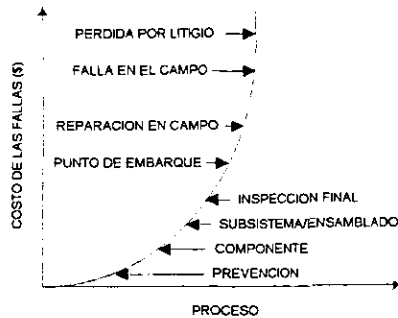 PERDIDA POR LITIGIO
FALLA EN EL CAMPO
REPARACION EN CAMPO
PUNTO DE EMBARQUE
INSPECCION FINAL
SUBSISTEMA/ENSAMBLADO
COMPONENTE
PREVENCION
COSTO DE LAS FALLAS ($)
PROCESO